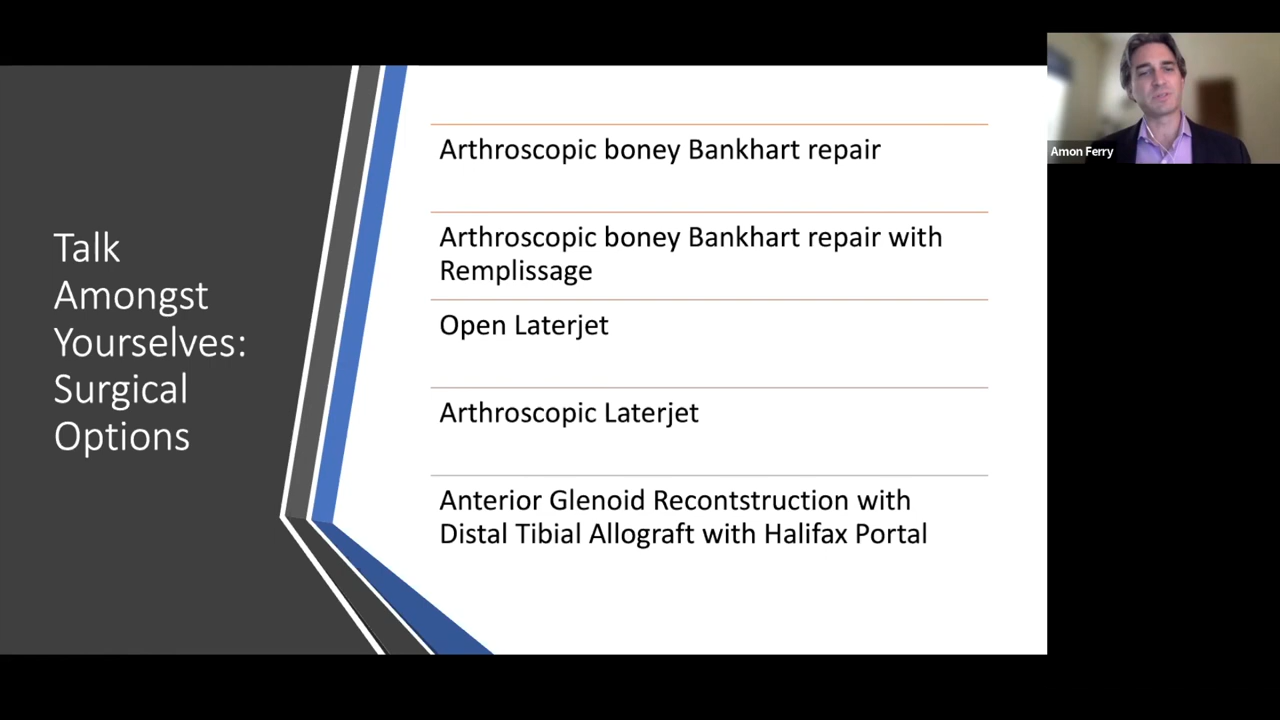 Talk
Amongst
Yourselves:
Surgical
Options
Arthroscopic boney Bankhart repair
Arthroscopic boney Bankhart repair with
Remplissage
Open Laterjet
Arthroscopic Laterjet
Anterior Glenoid Recontstruction with
Distal Tibial Allograft with Halifax Portal
Amon Ferry